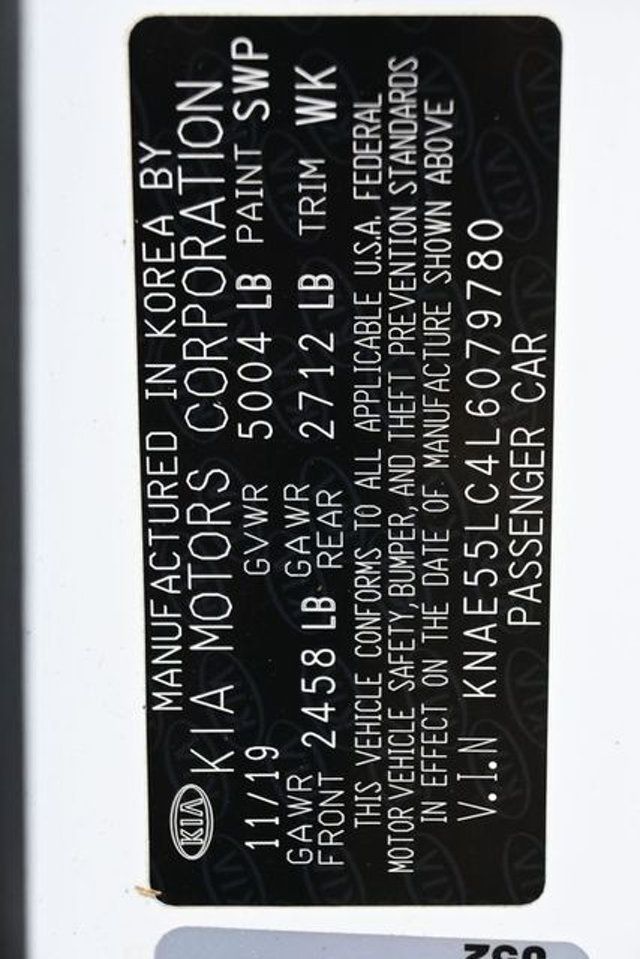 MANUFACTURED IN KOREA BY
KIA KIA MOTORS CORPORATION
11/19 GVWR 5004 LB PAINT SWP
GAWR FRONT 2458 LB GAWR REAR 2712 LB TRIM WK
THIS VEHICLE CONFORMS TO ALL APPLICABLE U.S.A. FEDERAL
MOTOR VEHICLE SAFETY, BUMPER, AND THEFT PREVENTION STANDARDS
IN EFFECT ON THE DATE OF MANUFACTURE SHOWN ABOVE
V.I.N KNAE55LC4L6079780
PASSENGER CAR